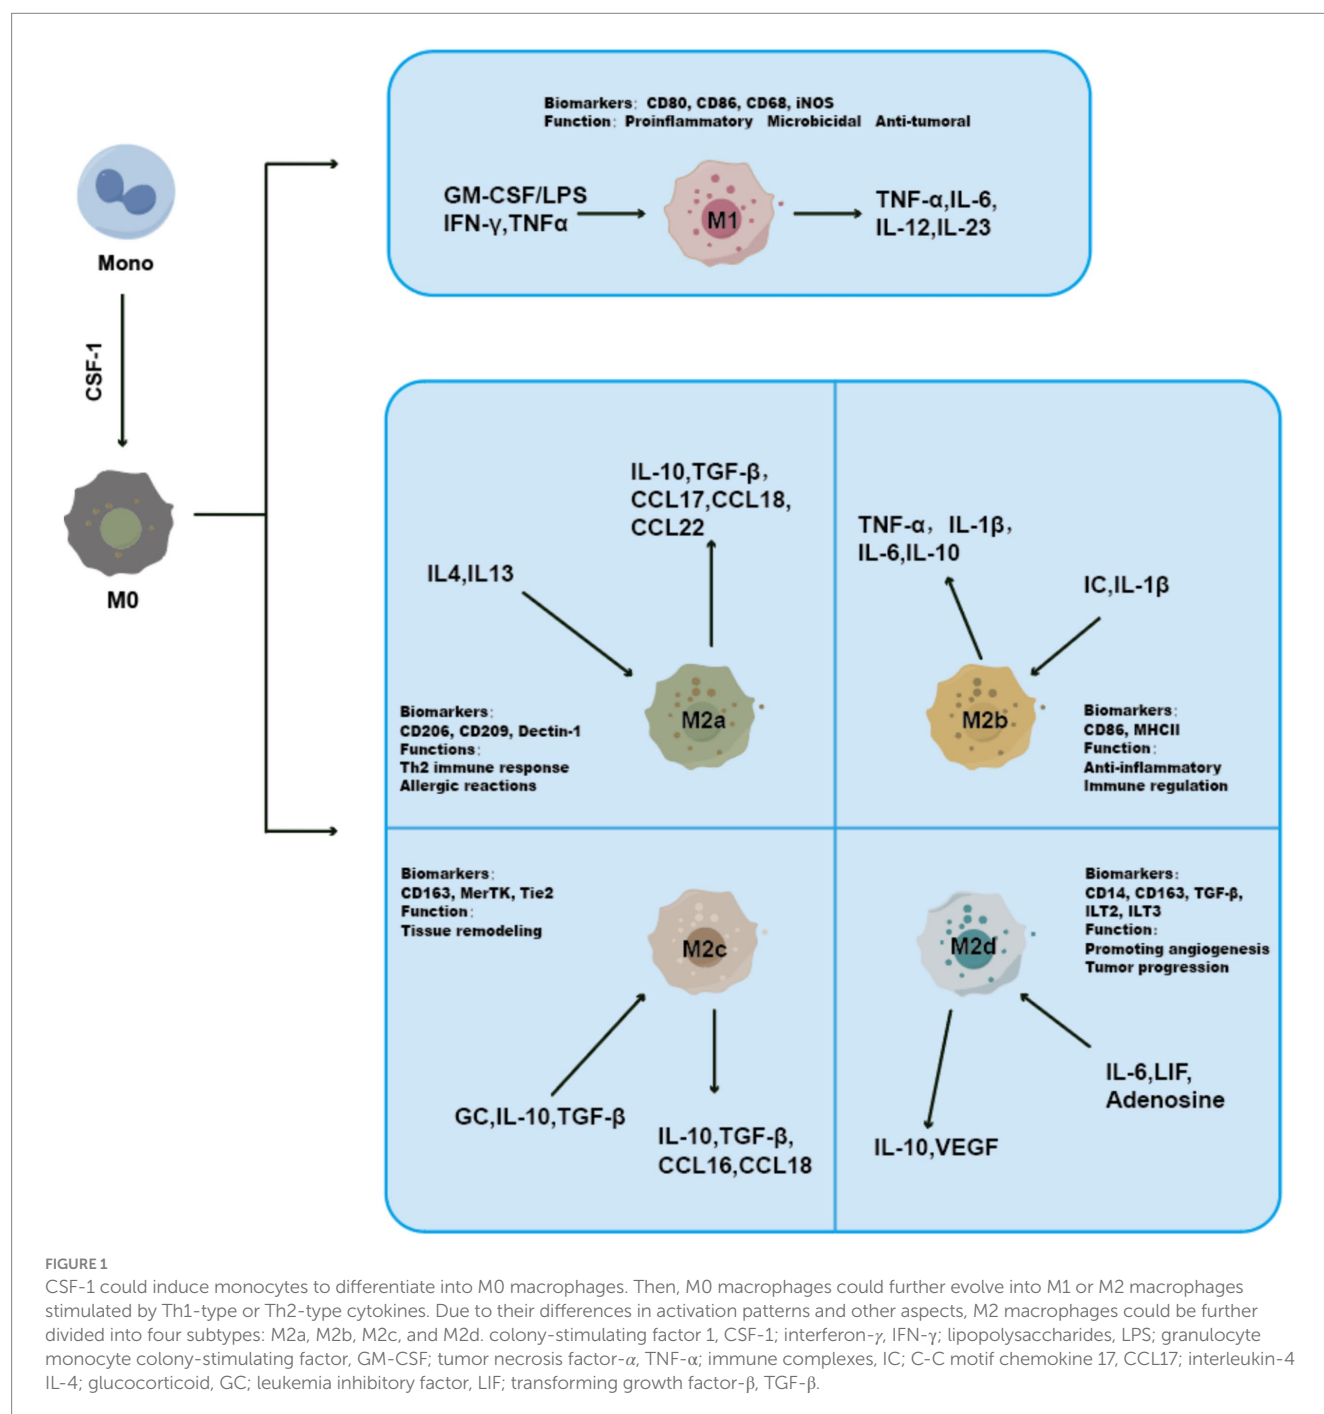 Biomarkers: CD80, CD86, CD68, iNOS
Function: Proinflammatory Microbicidal Anti-tumoral
GM-CSF/LPS
IFN-γ,TNFα
M1
TNF-α,IL-6,
IL-12,IL-23
Mono
CSF-1
M0
IL-10,TGF-β,
CCL17,CCL18,
CCL22
IL4,IL13
M2a
Biomarkers:
CD206, CD209, Dectin-1
Functions:
Th2 immune response
Allergic reactions
TNF-α, IL-1β,
IL-6,IL-10
IC,IL-1β
M2b
Biomarkers:
CD86, MHCII
Function:
Anti-inflammatory
Immune regulation
Biomarkers:
CD163, MerTK, Tie2
Function:
Tissue remodeling
M2c
GC,IL-10,TGF-β
IL-10,TGF-β,
CCL16,CCL18
M2d
Biomarkers:
CD14, CD163, TGF-β,
ILT2, ILT3
Function:
Promoting angiogenesis
Tumor progression
IL-6,LIF,
Adenosine
IL-10,VEGF
FIGURE 1
CSF-1 could induce monocytes to differentiate into M0 macrophages. Then, M0 macrophages could further evolve into M1 or M2 macrophages
stimulated by Th1-type or Th2-type cytokines. Due to their differences in activation patterns and other aspects, M2 macrophages could be further
divided into four subtypes: M2a, M2b, M2c, and M2d. colony-stimulating factor 1, CSF-1; interferon-γ, IFN-γ; lipopolysaccharides, LPS; granulocyte
monocyte colony-stimulating factor, GM-CSF; tumor necrosis factor-α, TNF-α; immune complexes, IC; C-C motif chemokine 17, CCL17; interleukin-4
IL-4; glucocorticoid, GC; leukemia inhibitory factor, LIF; transforming growth factor-β, TGF-β.